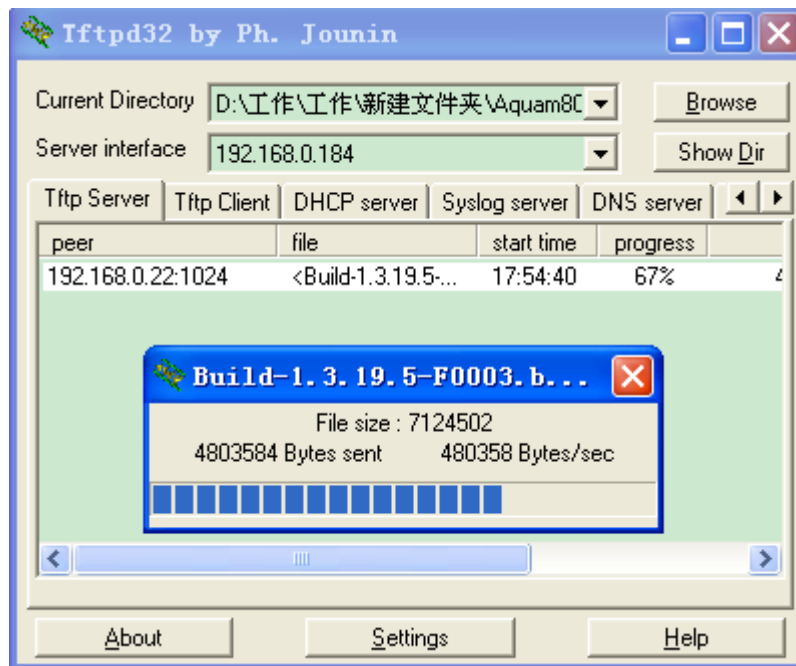 Tftpd32 by Ph. Jounin
Current Directory D:\工作\工作\新建文件夹\Aquam80 Browse
Server interface 192.168.0.184 Show Dir
Tftp Server Tftp Client DHCP server Syslog server DNS server
peer file start time progress
192.168.0.22:1024 <Build-1.3.19.5-... 17:54:40 67% 4
Build-1.3.19.5-F0003.b...
File size : 7124502
4803584 Bytes sent 480358 Bytes/sec
About Settings Help